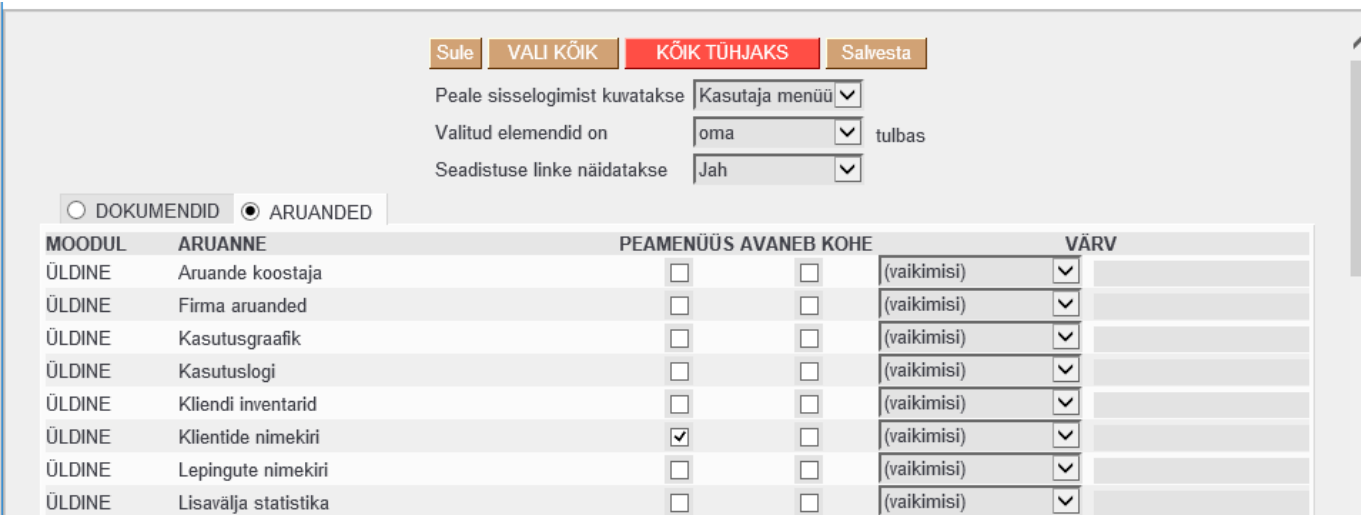 Sule VALI KÕIK KÕIK TÜHJAKS Salvesta
Peale sisselogimist kuvatakse Kasutaja menüü
Valitud elemendid on oma tulbas
Seadistuse linke näidatakse Jah
DOKUMENDID ARUANDED
MOODUL ARUANNE PEAMENÜÜS AVANEB KOHE VÄRV
ÜLDINE Aruande koostaja (vaikimisi)
ÜLDINE Firma aruanded (vaikimisi)
ÜLDINE Kasutusgraafik (vaikimisi)
ÜLDINE Kasutuslogi (vaikimisi)
ÜLDINE Kliendi inventarid (vaikimisi)
ÜLDINE Klientide nimekiri (vaikimisi)
ÜLDINE Lepingute nimekiri (vaikimisi)
ÜLDINE Lisavälja statistika (vaikimisi)